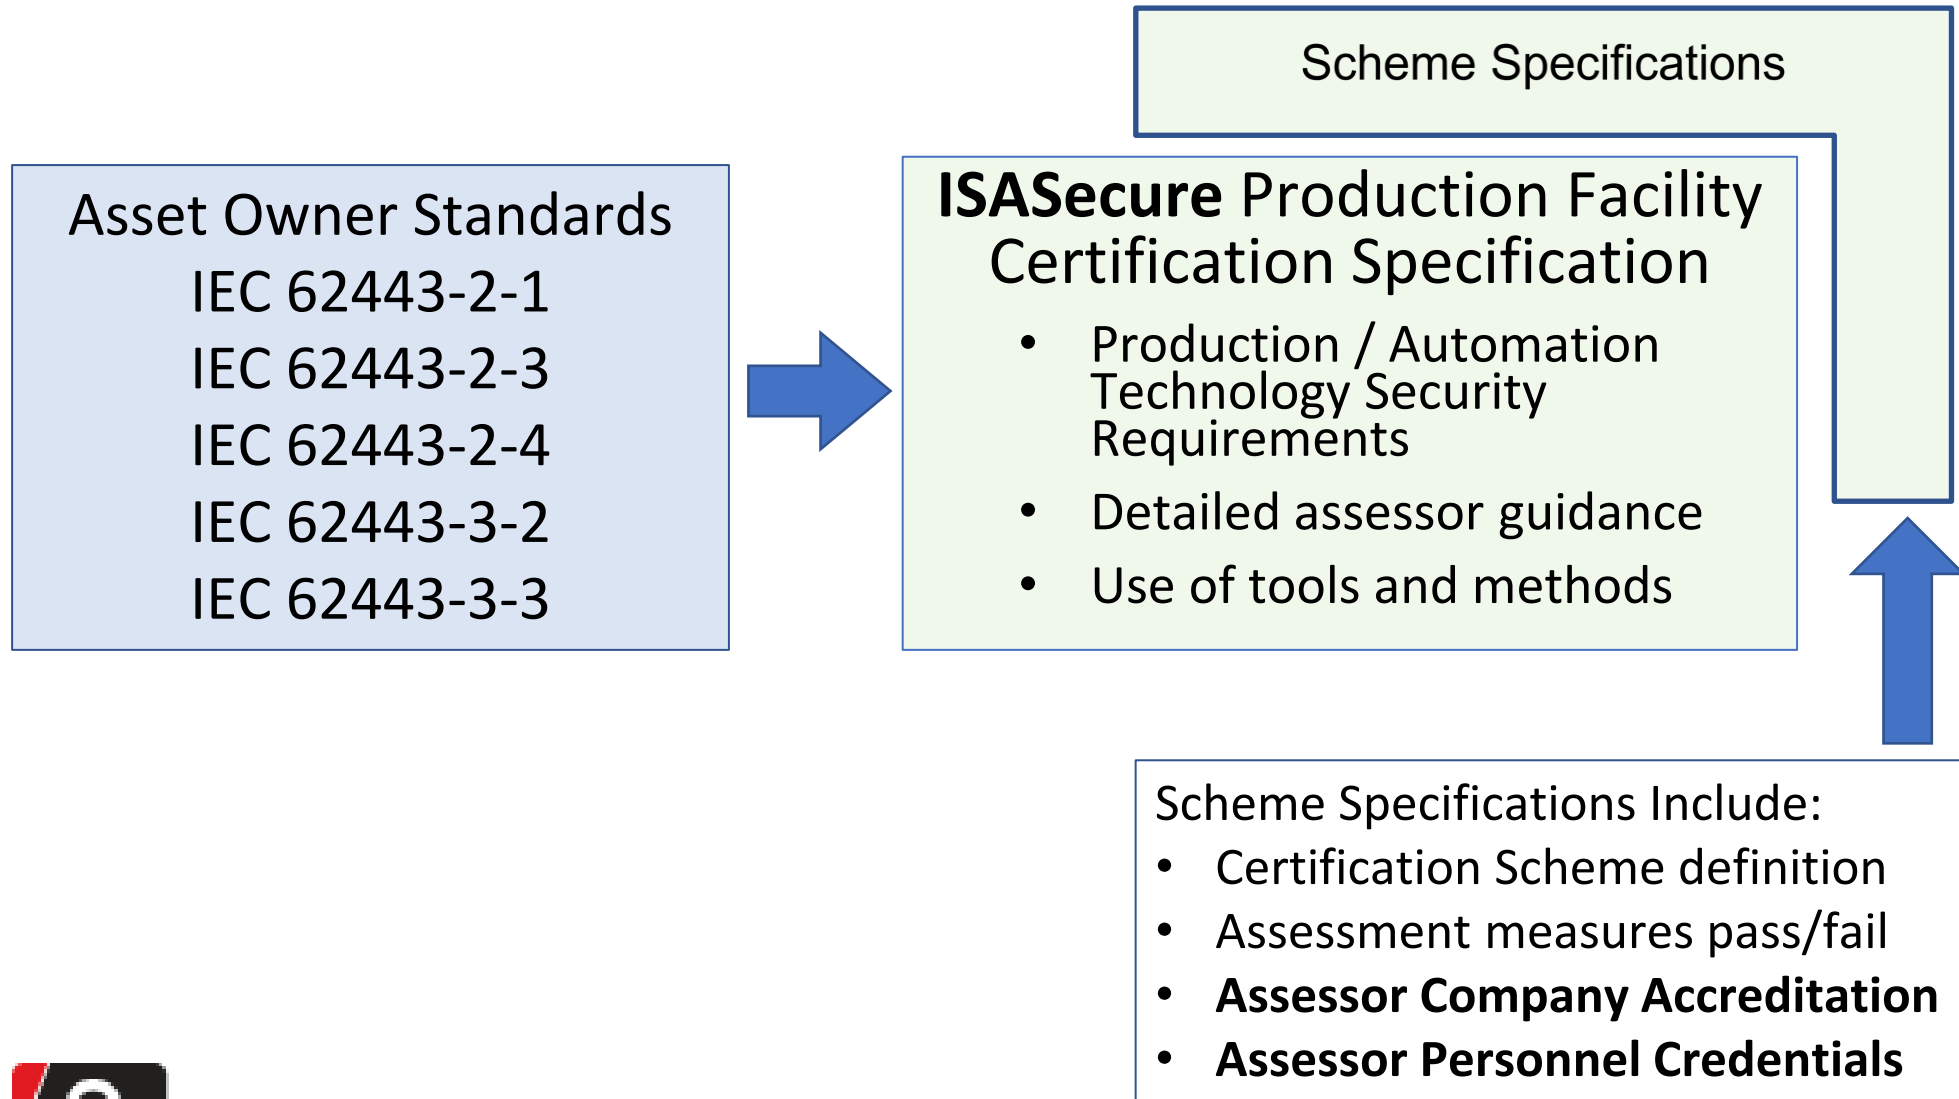 Scheme Specifications
Asset Owner Standards
IEC 62443-2-1
IEC 62443-2-3
IEC 62443-2-4
IEC 62443-3-2
IEC 62443-3-3
ISASecure Production Facility
Certification Specification
• Production / Automation
Technology Security
Requirements
• Detailed assessor guidance
• Use of tools and methods
Scheme Specifications Include:
• Certification Scheme definition
• Assessment measures pass/fail
• Assessor Company Accreditation
• Assessor Personnel Credentials